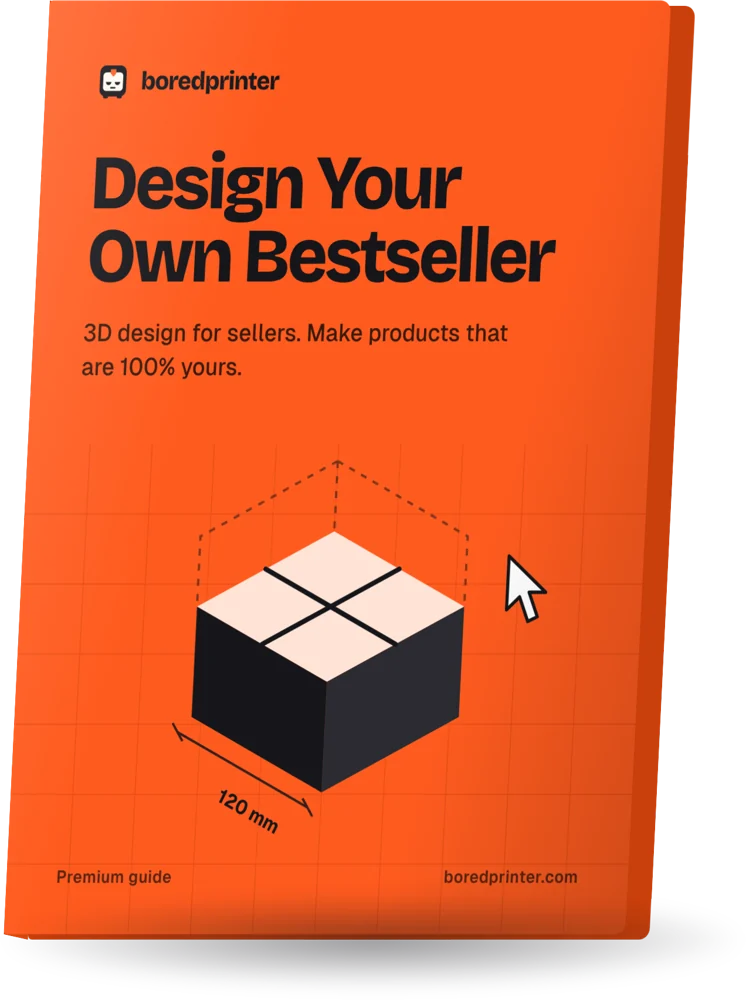 boredprinter
Design Your
Own Bestseller
3D design for sellers. Make products that
are 100% yours.
120 mm
Premium guide
boredprinter.com